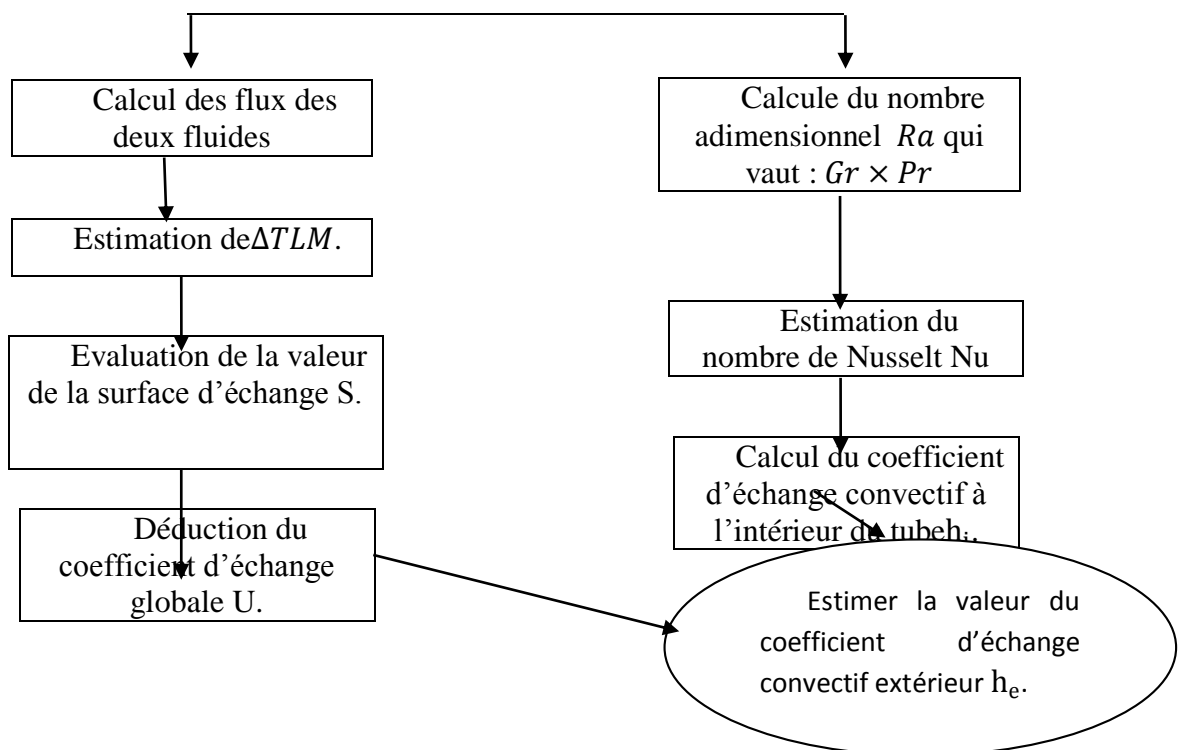 Calcul des flux des
deux fluides
Estimation deΔTLM.
Evaluation de la valeur
de la surface d'échange S.
Déduction du
coefficient d'échange
globale U.
Calcule du nombre
adimensionnel Ra qui
vaut : Gr × Pr
Estimation du
nombre de Nusselt Nu
Calcul du coefficient
d'échange convectif à
l'intérieur du tubehᵢ.
Estimer la valeur du
coefficient d'échange
convectif extérieur hₑ.